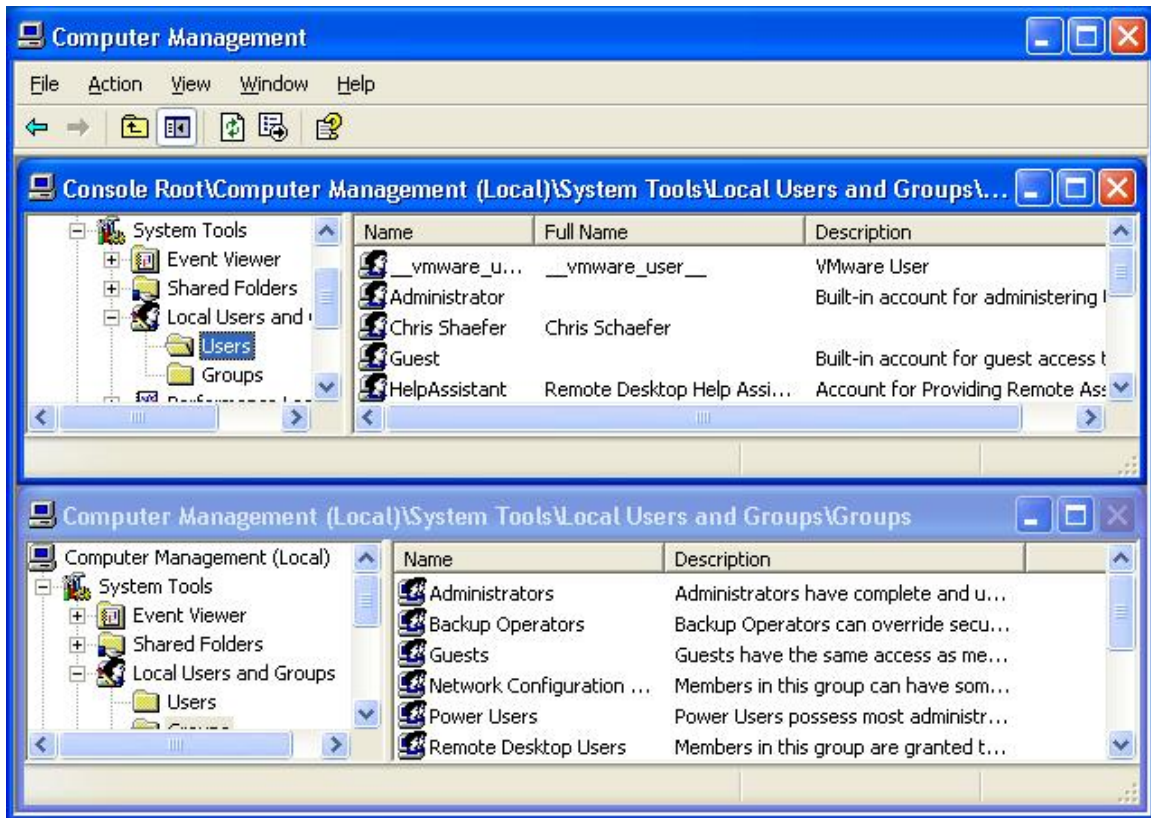 Computer Management
File Action View Window Help
Console Root\Computer Management (Local)\System Tools\Local Users and Groups\...
System Tools
Event Viewer
Shared Folders
Local Users and
Users
Groups
Name Full Name Description
__vmware_u... __vmware_user__ VMware User
Administrator Built-in account for administering
Chris Shaefer Chris Schaefer
Guest Built-in account for guest access
HelpAssistant Remote Desktop Help Assi... Account for Providing Remote
Computer Management (Local)\System Tools\Local Users and Groups\Groups
Computer Management (Local)
System Tools
Event Viewer
Shared Folders
Local Users and Groups
Users
Name Description
Administrators Administrators have complete and u...
Backup Operators Backup Operators can override secu...
Guests Guests have the same access as me...
Network Configuration ... Members in this group can have som...
Power Users Power Users possess most administr...
Remote Desktop Users Members in this group are granted t...